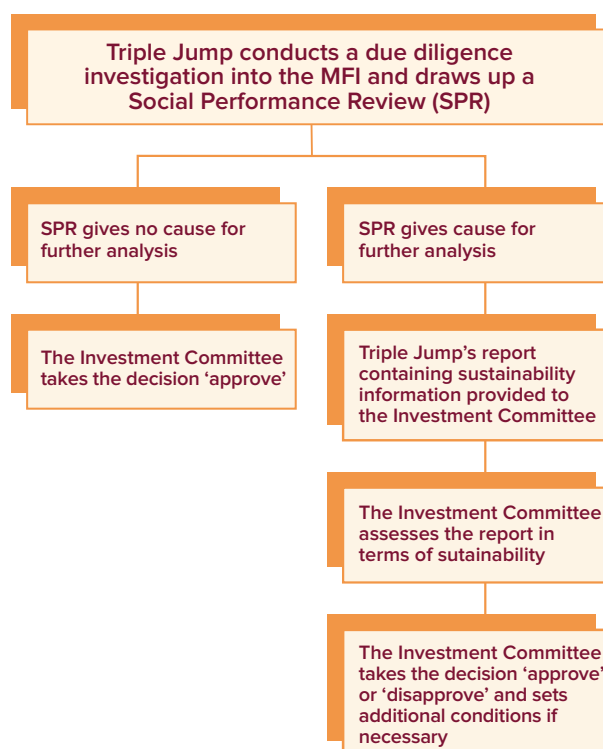 Triple Jump conducts a due diligence
investigation into the MFI and draws up a
Social Performance Review (SPR)
SPR gives no cause for
further analysis
The Investment Committee
takes the decision ‘approve’
SPR gives cause for
further analysis
Triple Jump’s report
containing sustainability
information provided to
the Investment Committee
The Investment Committee
assesses the report in
terms of sutainability
The Investment Committee
takes the decision ‘approve’
or ‘disapprove’ and sets
additional conditions if
necessary